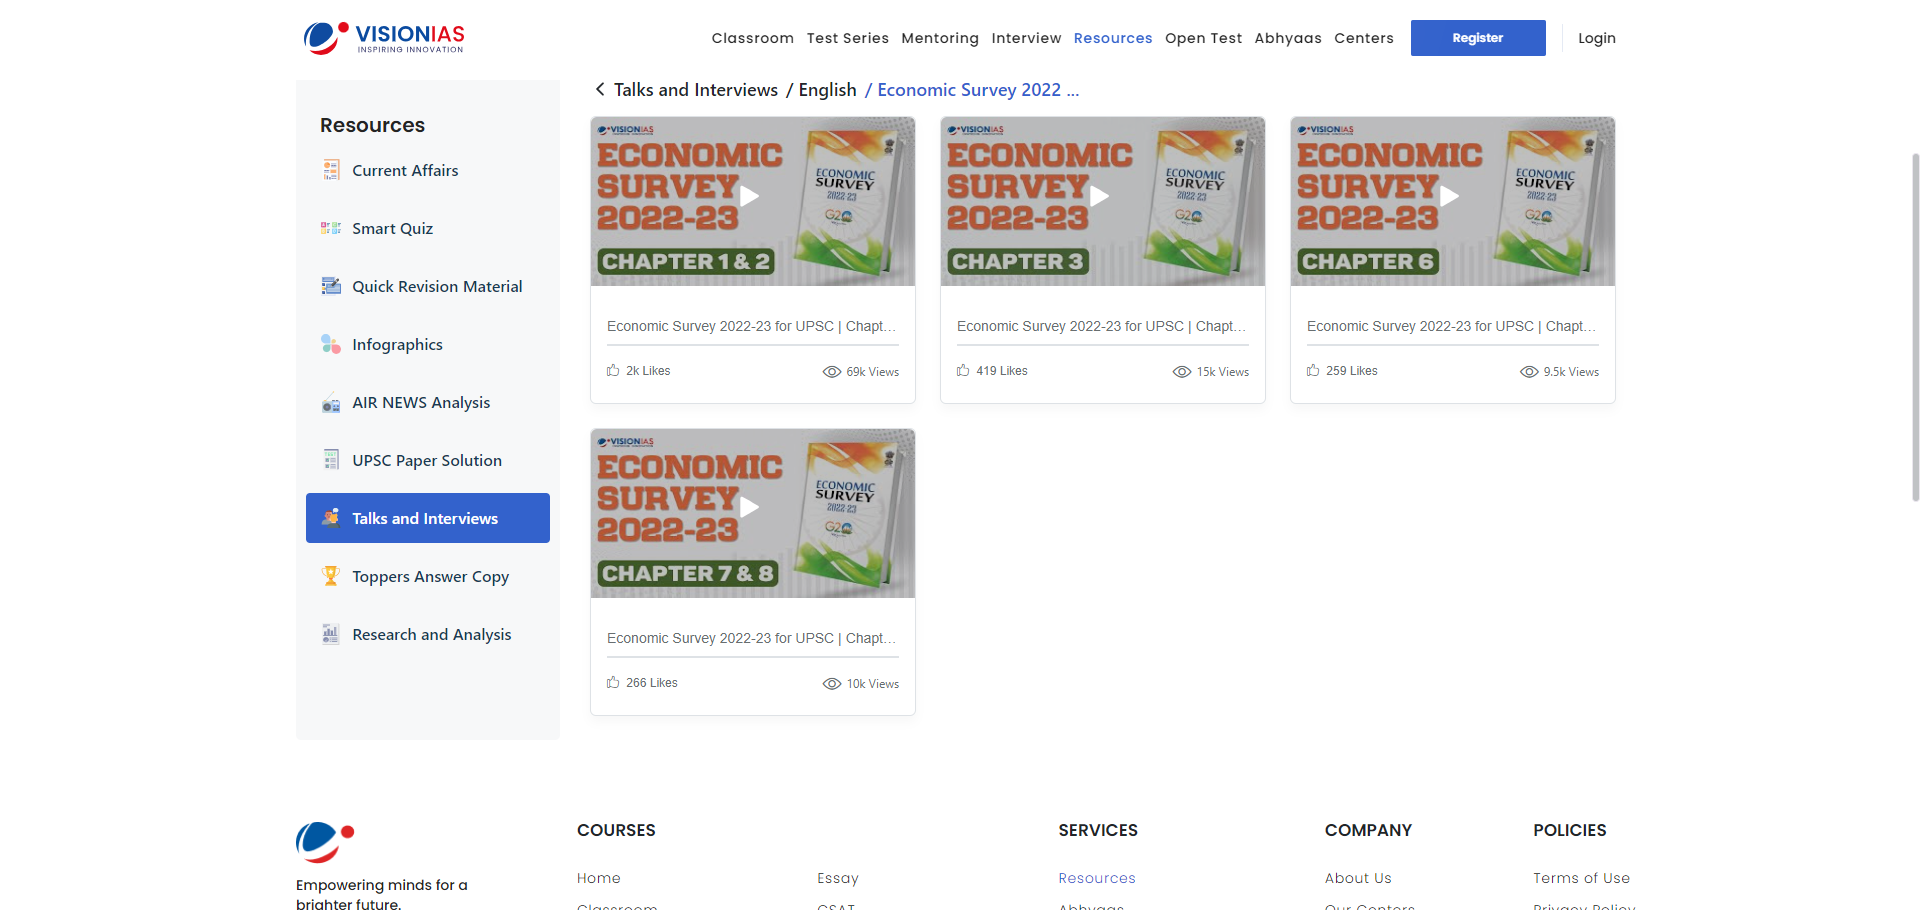 VISIONIAS
INSPIRING INNOVATION
Classroom Test Series Mentoring Interview Resources Open Test Abhyaas Centers Register Login
Talks and Interviews / English / Economic Survey 2022 ...
Resources
Current Affairs
Smart Quiz
Quick Revision Material
Infographics
AIR NEWS Analysis
UPSC Paper Solution
Talks and Interviews
Toppers Answer Copy
Research and Analysis
VISIONIAS
ECONOMIC
SURVEY
2022-23
CHAPTER 1 & 2
ECONOMIC
SURVEY
2022-23
G20
Economic Survey 2022-23 for UPSC | Chapt...
2k Likes 69k Views
VISIONIAS
ECONOMIC
SURVEY
2022-23
CHAPTER 3
ECONOMIC
SURVEY
2022-23
G20
Economic Survey 2022-23 for UPSC | Chapt...
419 Likes 15k Views
VISIONIAS
ECONOMIC
SURVEY
2022-23
CHAPTER 6
ECONOMIC
SURVEY
2022-23
G20
Economic Survey 2022-23 for UPSC | Chapt...
259 Likes 9.5k Views
VISIONIAS
ECONOMIC
SURVEY
2022-23
CHAPTER 7 & 8
ECONOMIC
SURVEY
2022-23
G20
Economic Survey 2022-23 for UPSC | Chapt...
266 Likes 10k Views
Empowering minds for a
brighter future.
COURSES
Home Essay
Classroom CSAT
SERVICES
Resources
Abhyaas
COMPANY
About Us
Our Centers
POLICIES
Terms of Use
Privacy Policy